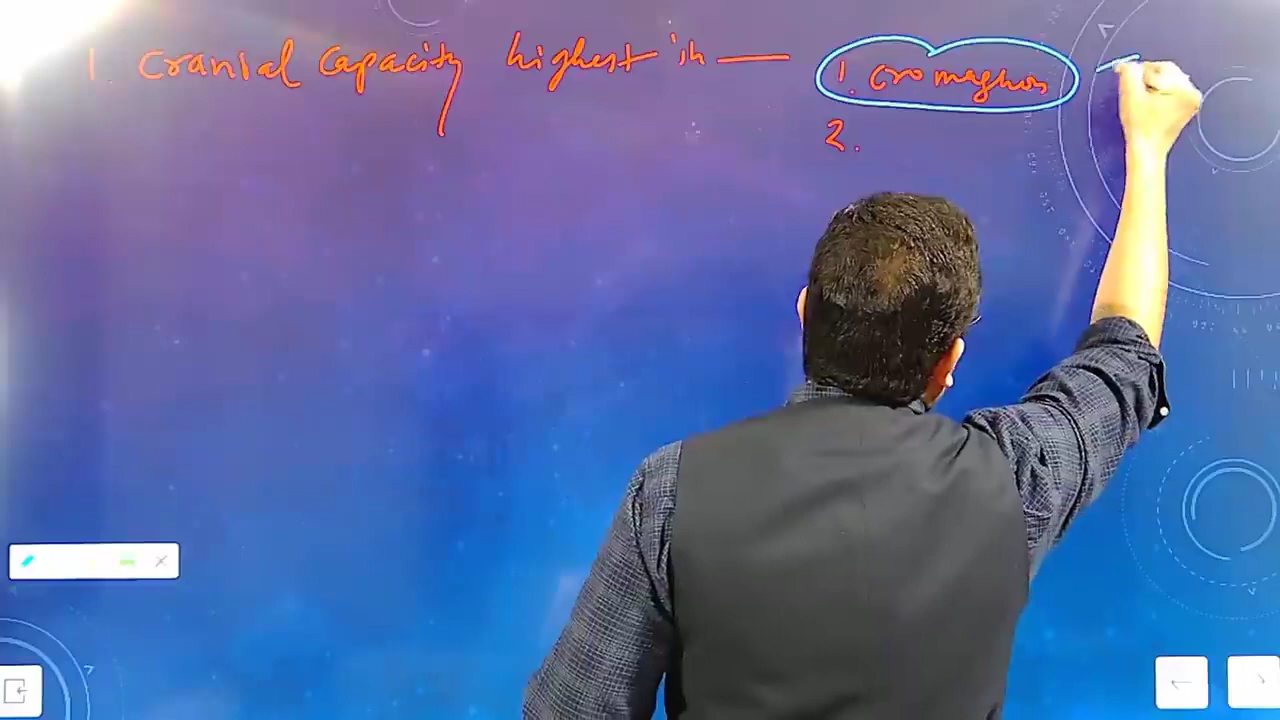 1. Cranial Capacity highest in — 1. cromagnon
2.